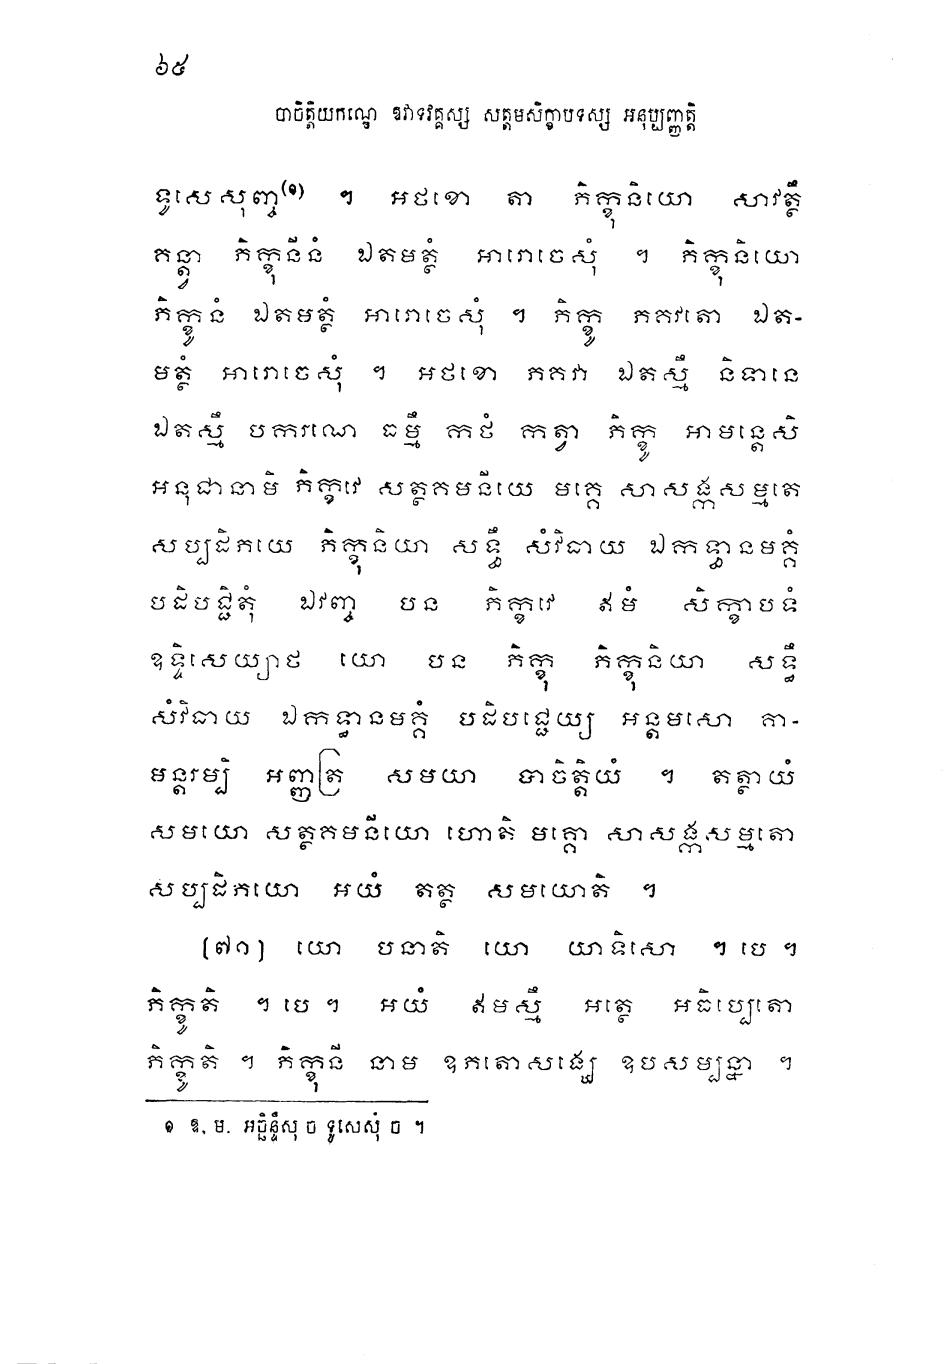 ៦៥
បាចិត្តិយកណ្ឌេ ឱវាទវគ្គស្ស សត្តមសិក្ខាបទស្ស អនុប្បញ្ញត្តិ
ទូសេសុញ្ច(១) ។ អថខោ តា ភិក្ខុនិយោ សាវត្ថឹ
គន្ត្វា ភិក្ខុនីនំ ឯតមត្ថំ អារោចេសុំ ។ ភិក្ខុនិយោ
ភិក្ខូនំ ឯតមត្ថំ អារោចេសុំ ។ ភិក្ខូ ភគវតោ ឯត-
មត្ថំ អារោចេសុំ ។ អថខោ ភគវា ឯតស្មឹ និទានេ
ឯតស្មឹ បករណេ ធម្មឹ កថំ កត្វា ភិក្ខូ អាមន្តេសិ
អនុជានាមិ ភិក្ខវេ សត្ថគមនីយេ មគ្គេ សាសង្កសម្មតេ
សប្បដិភយេ ភិក្ខុនិយា សទ្ធឹ សំវិធាយ ឯកទ្ធានមគ្គំ
បដិបជ្ជិតុំ ឯវញ្ច បន ភិក្ខវេ ឥមំ សិក្ខាបទំ
ឧទ្ទិសេយ្យាថ យោ បន ភិក្ខុ ភិក្ខុនិយា សទ្ធឹ
សំវិធាយ ឯកទ្ធានមគ្គំ បដិបជ្ជេយ្យ អន្តមសោ គា-
មន្តរម្បិ អញ្ញត្រ សមយា បាចិត្តិយំ ។ តត្ថាយំ
សមយោ សត្ថគមនីយោ ហោតិ មគ្គោ សាសង្កសម្មតោ
សប្បដិភយោ អយំ តត្ថ សមយោតិ ។
(៧១) យោ បនាតិ យោ យាទិសោ ។ បេ ។
ភិក្ខូតិ ។ បេ ។ អយំ ឥមស្មឹ អត្ថេ អធិប្បេតោ
ភិក្ខូតិ ។ ភិក្ខុនី នាម ឧភតោសង្ឃេ ឧបសម្បន្នា ។
១ ឱ. ម. អច្ឆិន្ទឹសុ ច ទូសេសុំ ច ។